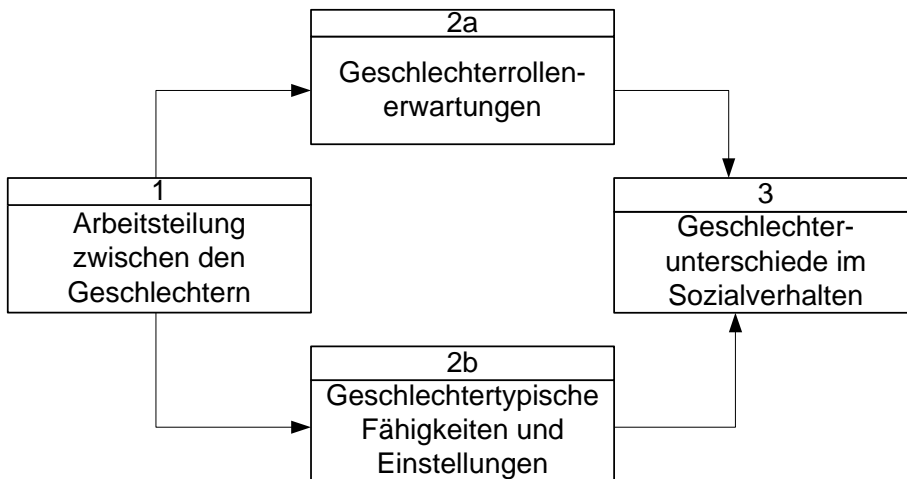 2a
Geschlechterrollen-
erwartungen
1
Arbeitsteilung
zwischen den
Geschlechtern
3
Geschlechter-
unterschiede im
Sozialverhalten
2b
Geschlechtertypische
Fähigkeiten und
Einstellungen